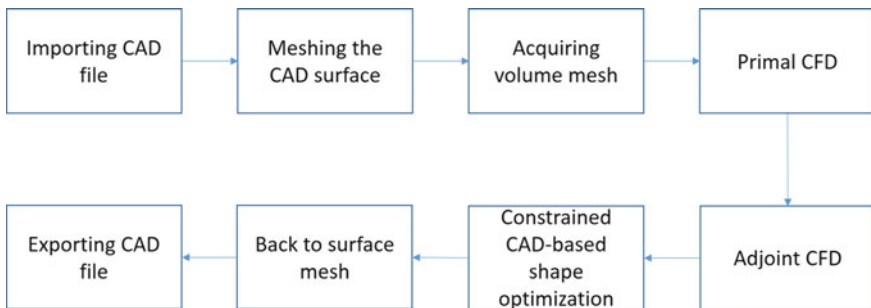 Importing CAD
file
Meshing the
CAD surface
Acquiring
volume mesh
Primal CFD
Exporting CAD
file
Back to surface
mesh
Constrained
CAD-based
shape
optimization
Adjoint CFD